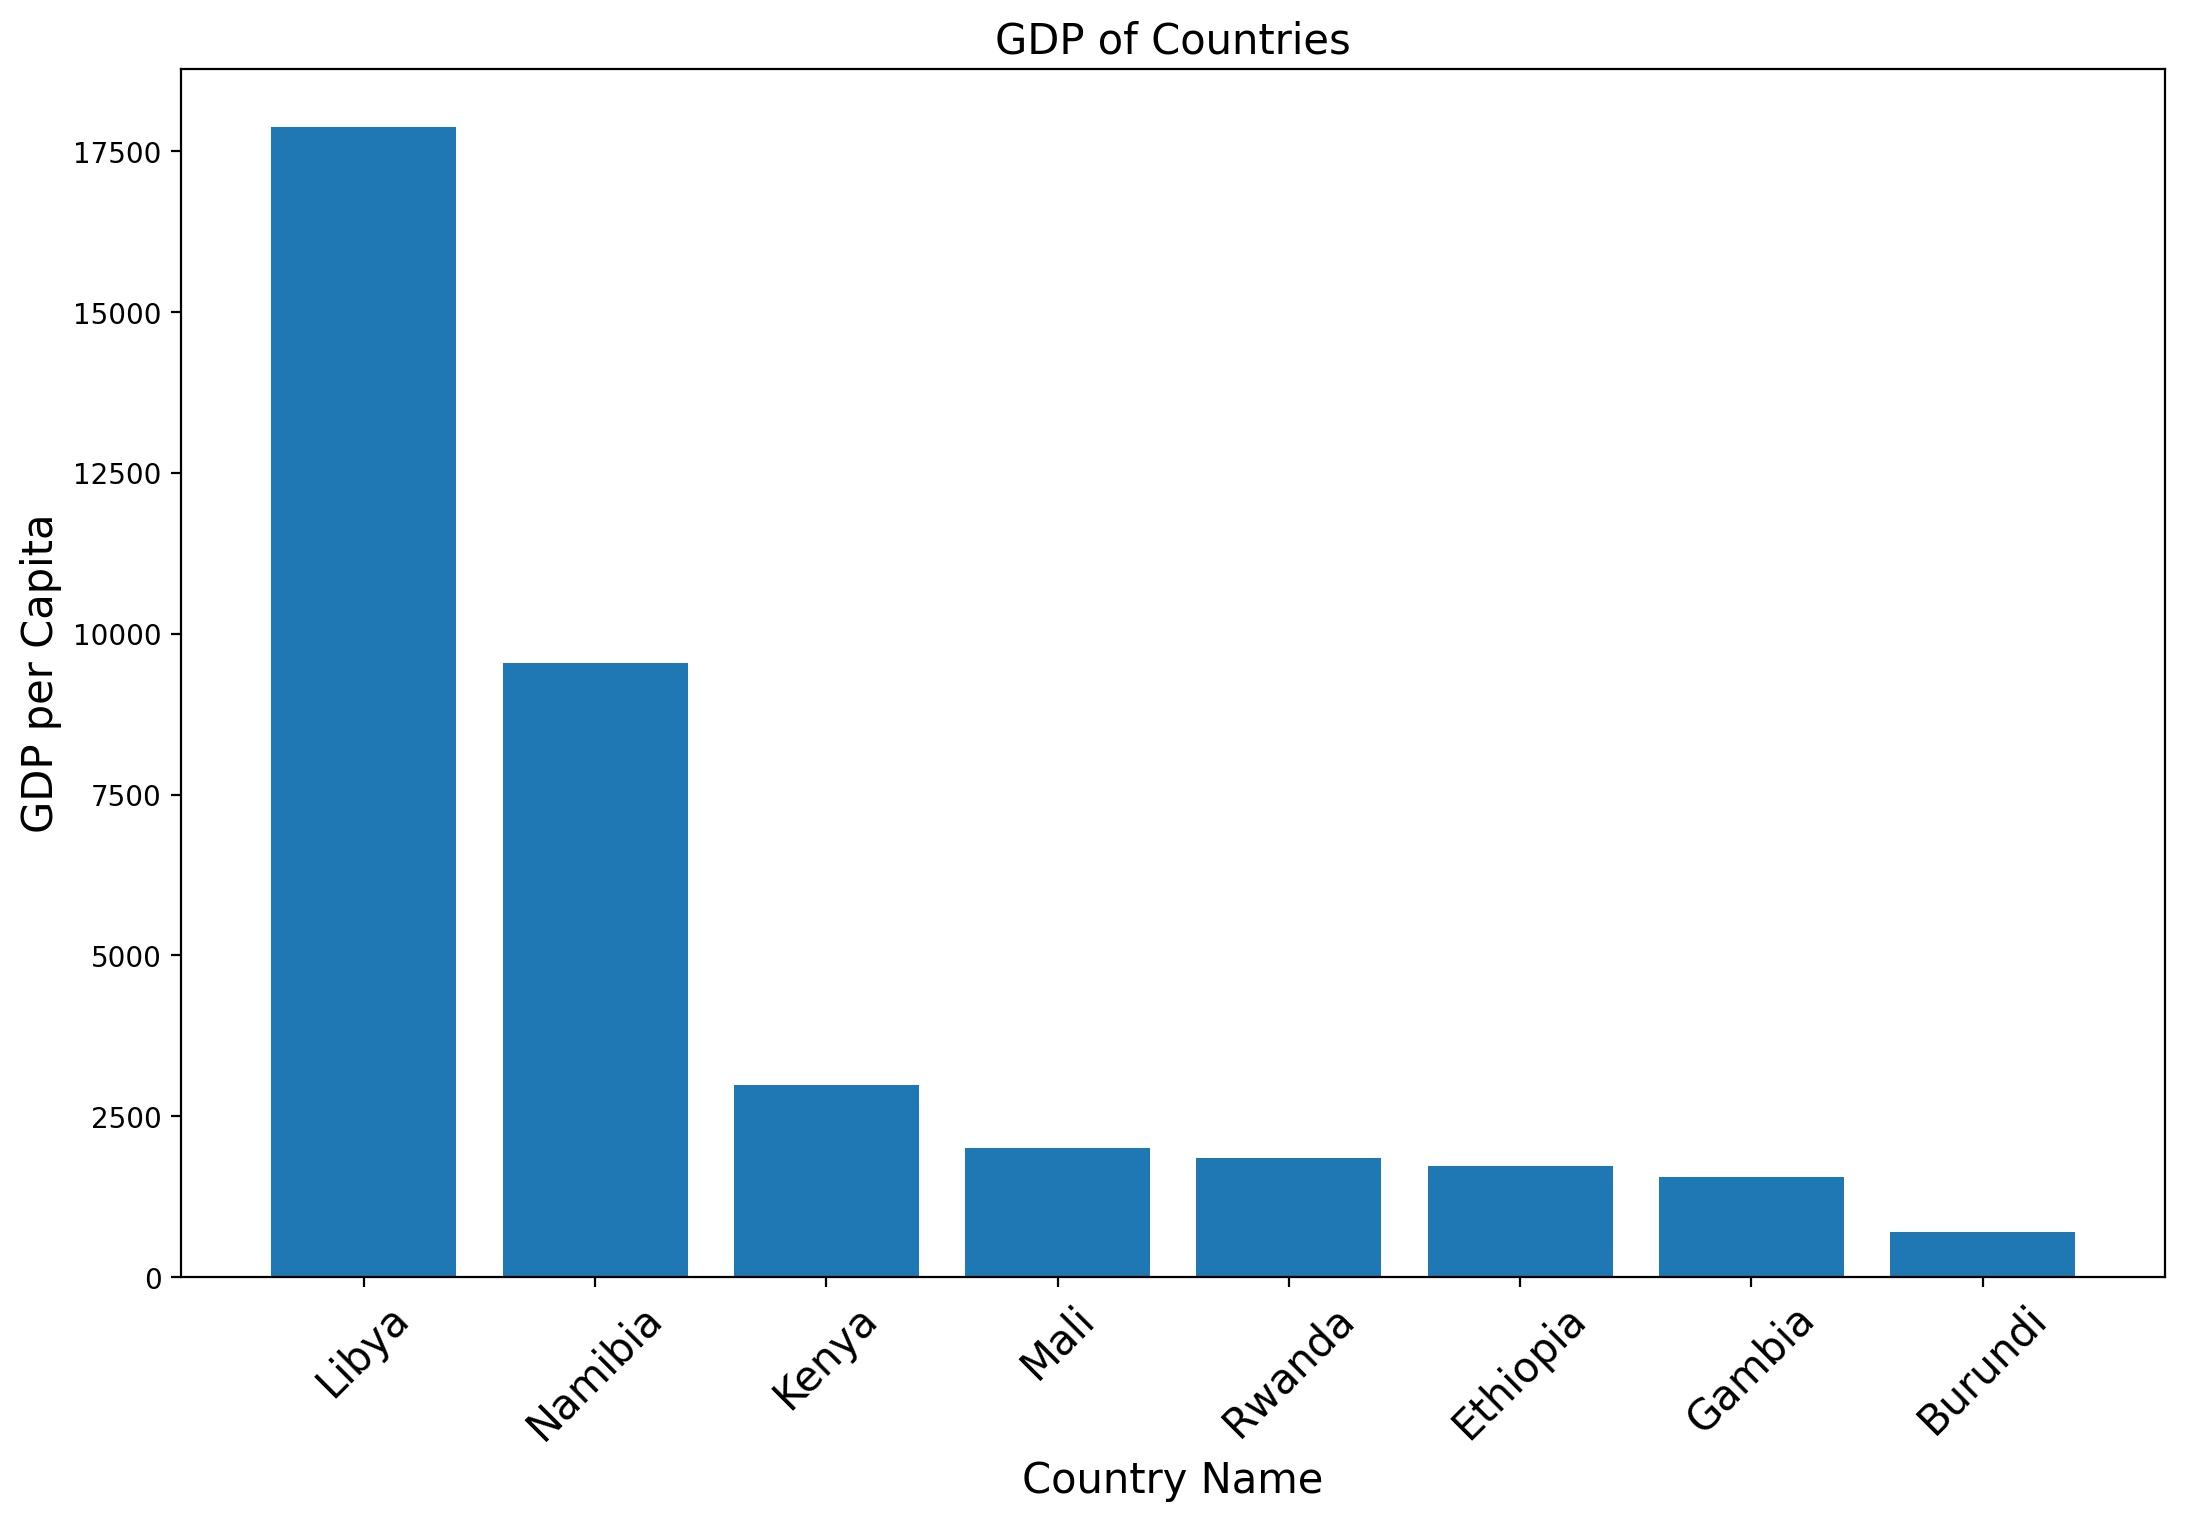 GDP of Countries
GDP per Capita
17500
15000
12500
10000
7500
5000
2500
0
Libya
Namibia
Kenya
Mali
Rwanda
Ethiopia
Gambia
Burundi
Country Name